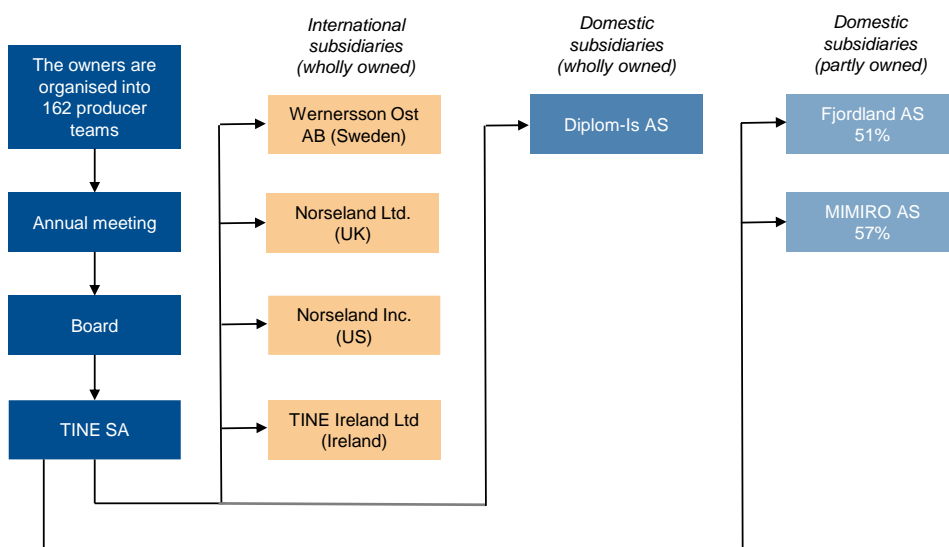 The owners are
organised into
162 producer
teams
Annual meeting
Board
TINE SA
International
subsidiaries
(wholly owned)
Wernersson Ost
AB (Sweden)
Norseland Ltd.
(UK)
Norseland Inc.
(US)
TINE Ireland Ltd
(Ireland)
Domestic
subsidiaries
(wholly owned)
Diplom-Is AS
Domestic
subsidiaries
(partly owned)
Fjordland AS
51%
MIMIRO AS
57%